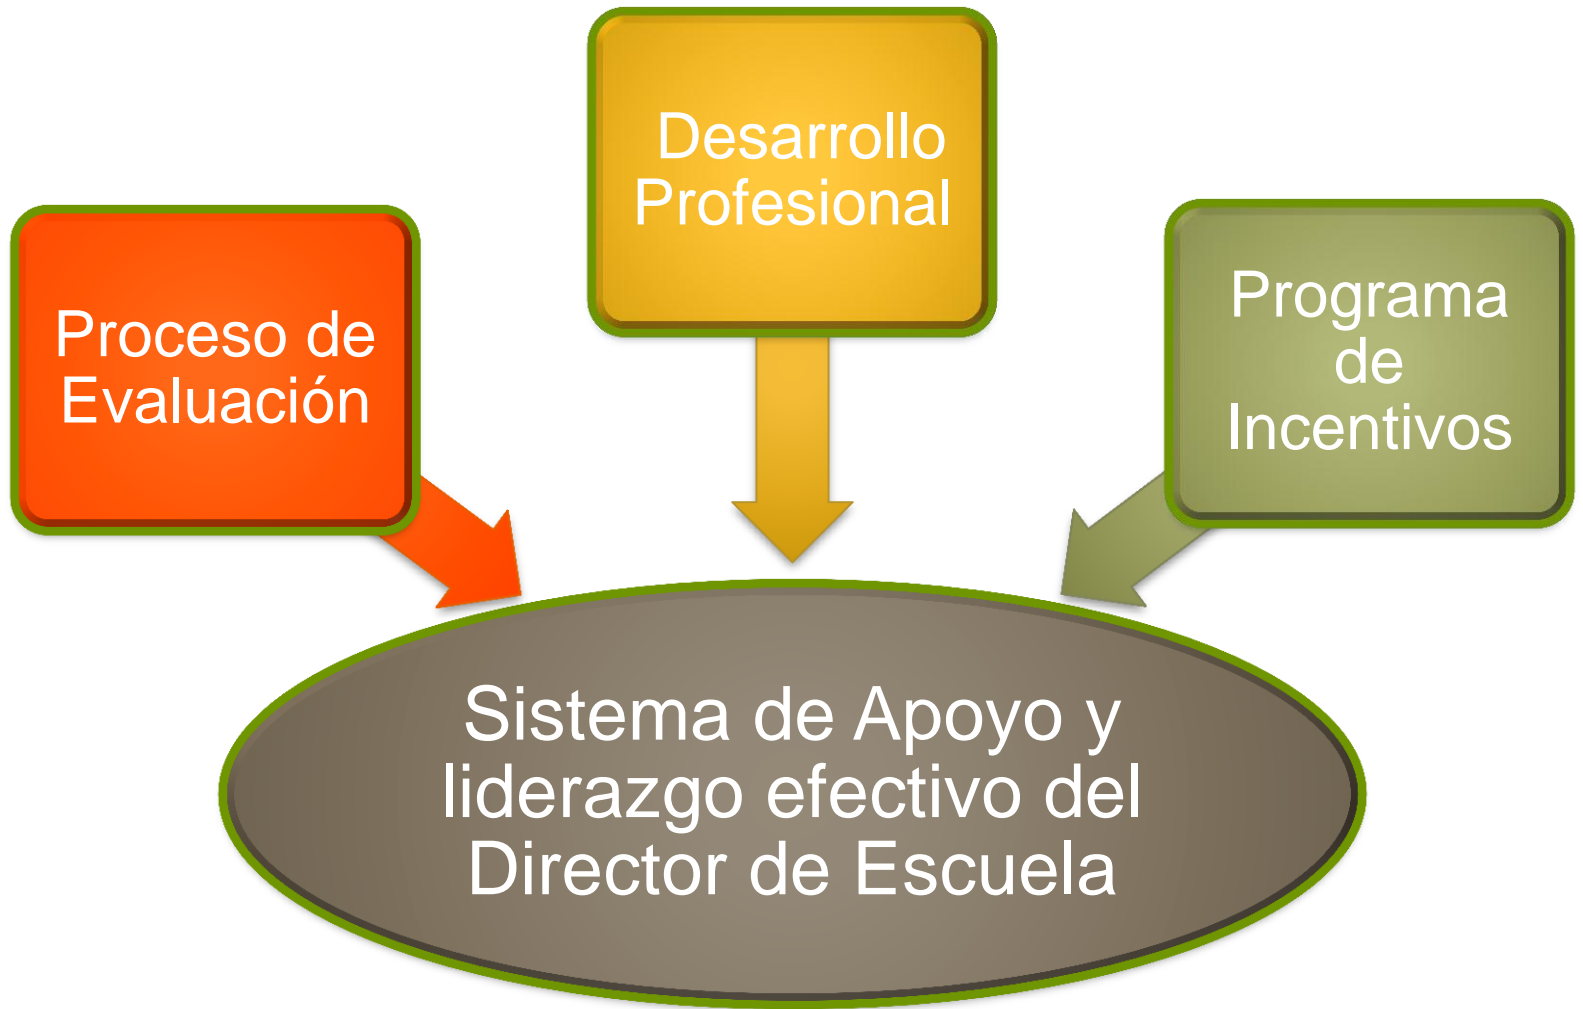 Desarrollo
Profesional
Proceso de
Evaluación
Programa
de
Incentivos
Sistema de Apoyo y
liderazgo efectivo del
Director de Escuela